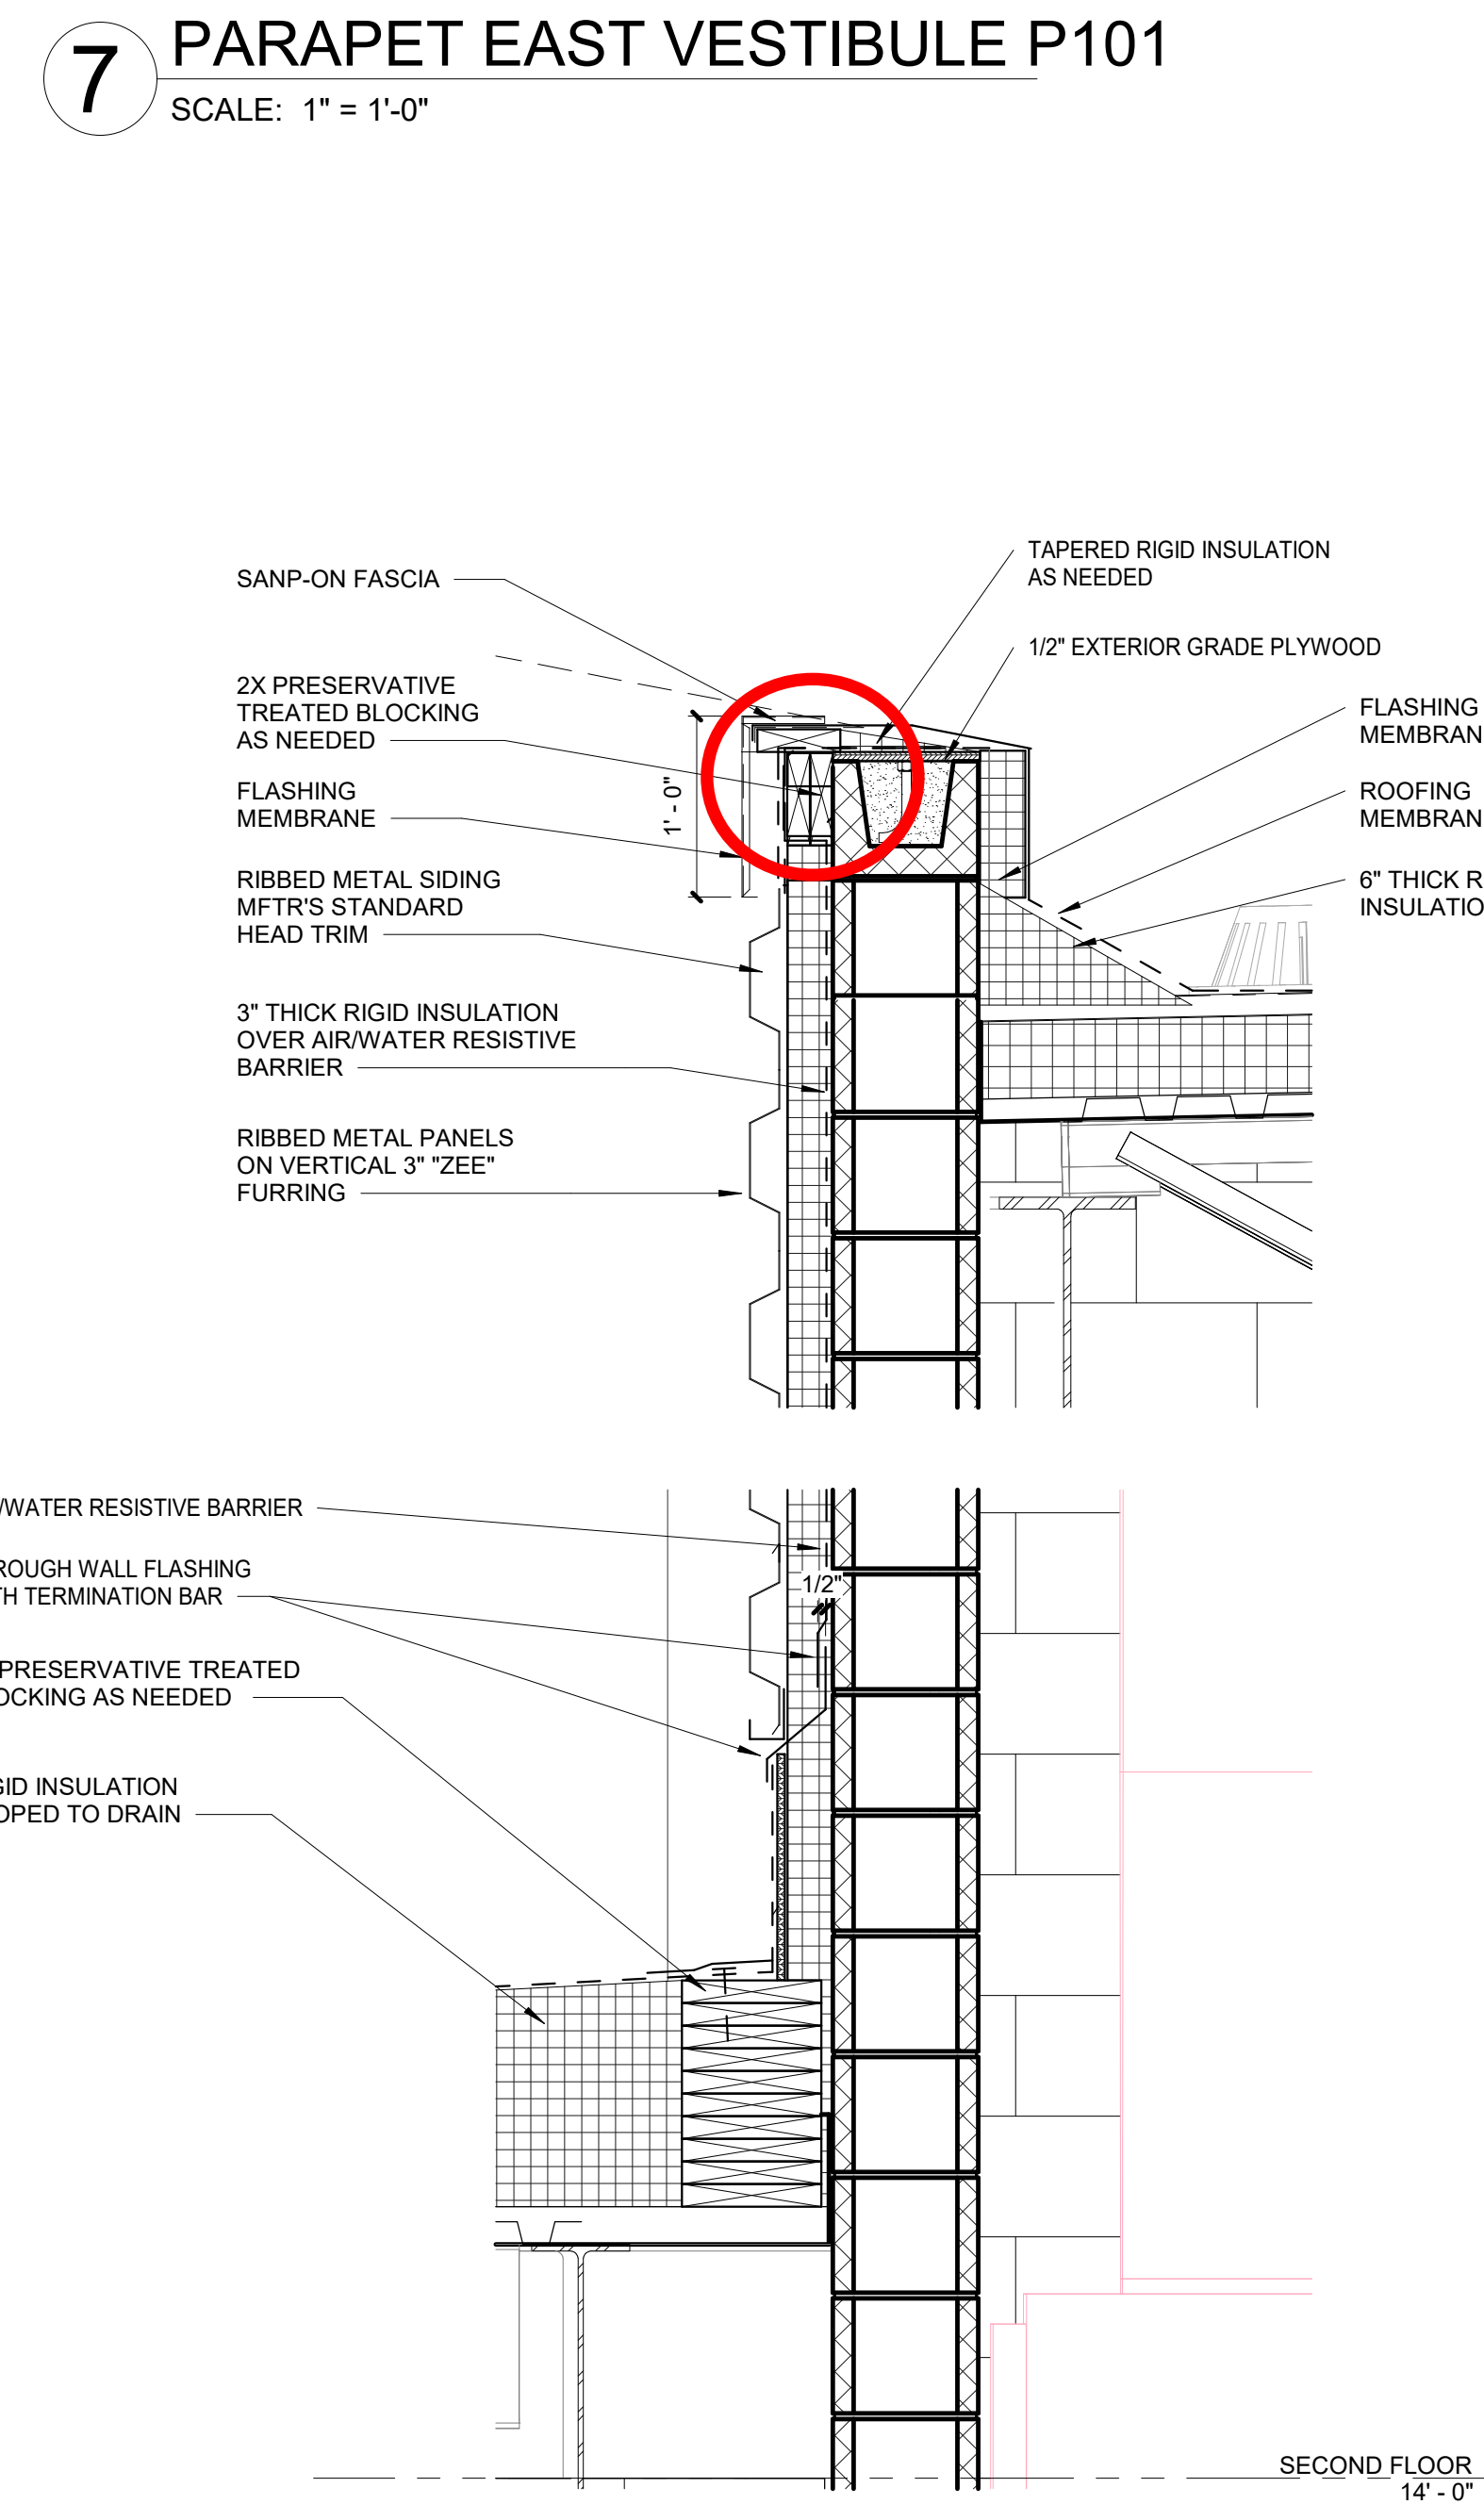 7
PARAPET EAST VESTIBULE P101
SCALE: 1" = 1'-0"
SANP-ON FASCIA
2X PRESERVATIVE
TREATED BLOCKING
AS NEEDED
FLASHING
MEMBRANE
RIBBED METAL SIDING
MFTR'S STANDARD
HEAD TRIM
3" THICK RIGID INSULATION
OVER AIR/WATER RESISTIVE
BARRIER
RIBBED METAL PANELS
ON VERTICAL 3" "ZEE"
FURRING
1' - 0"
TAPERED RIGID INSULATION
AS NEEDED
1/2" EXTERIOR GRADE PLYWOOD
FLASHING
MEMBRAN
ROOFING
MEMBRAN
6" THICK R
INSULATIO
/WATER RESISTIVE BARRIER
ROUGH WALL FLASHING
TH TERMINATION BAR
PRESERVATIVE TREATED
OCKING AS NEEDED
GID INSULATION
OPED TO DRAIN
1/2"
SECOND FLOOR
14' - 0"